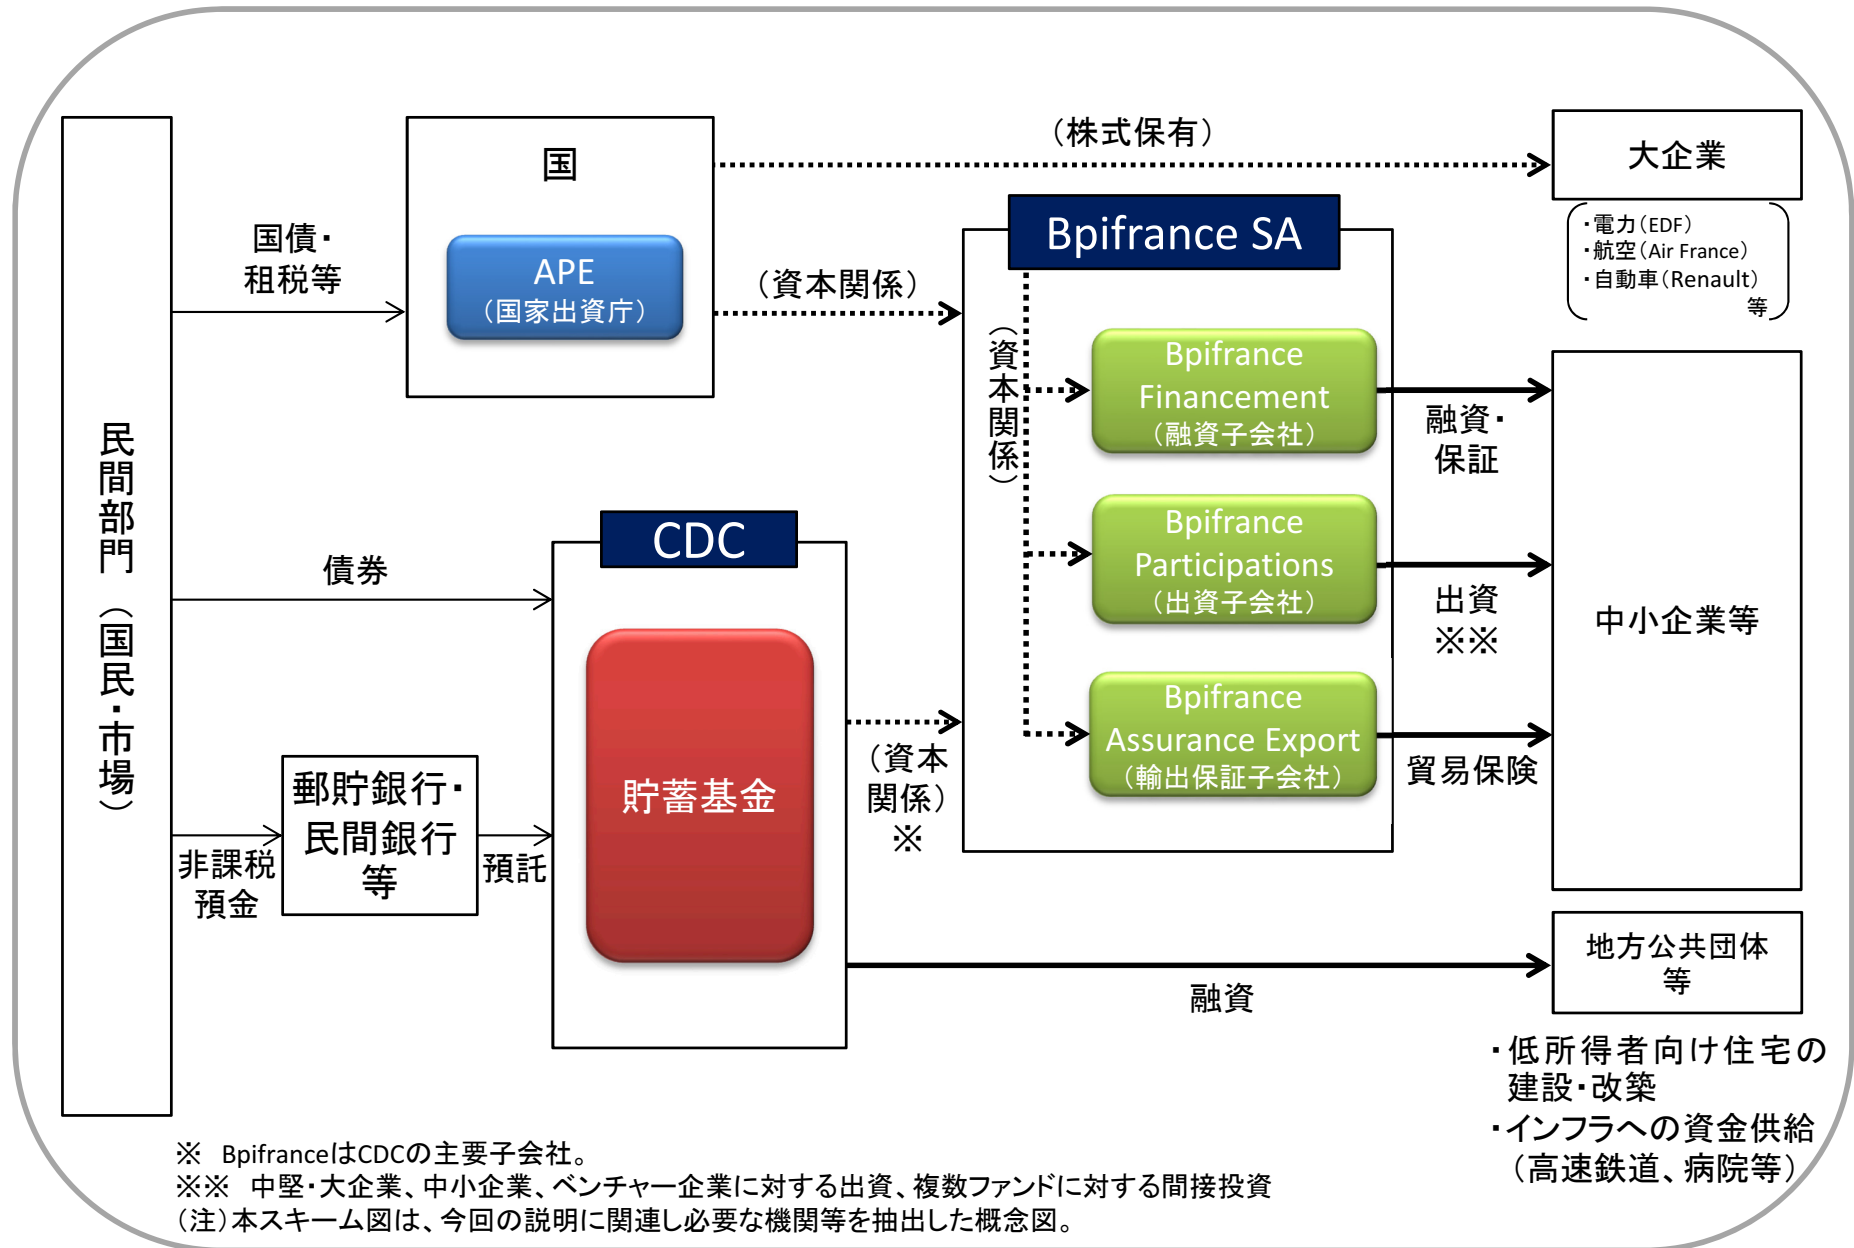 民間部門(国民・市場)
国債・
租税等
国
APE
(国家出資庁)
(株式保有)
(資本関係)
大企業
・電力(EDF)
・航空(Air France)
・自動車(Renault)
等
Bpifrance SA
(資本関係)
Bpifrance
Financement
(融資子会社)
融資・
保証
Bpifrance
Participations
(出資子会社)
出資
※※
Bpifrance
Assurance Export
(輸出保証子会社)
貿易保険
中小企業等
債券
CDC
貯蓄基金
(資本
関係)
※
非課税
預金
郵貯銀行・
民間銀行
等
預託
融資
地方公共団体
等
・低所得者向け住宅の
建設・改築
・インフラへの資金供給
(高速鉄道、病院等)
※ BpifranceはCDCの主要子会社。
※※ 中堅・大企業、中小企業、ベンチャー企業に対する出資、複数ファンドに対する間接投資
(注)本スキーム図は、今回の説明に関連し必要な機関等を抽出した概念図。